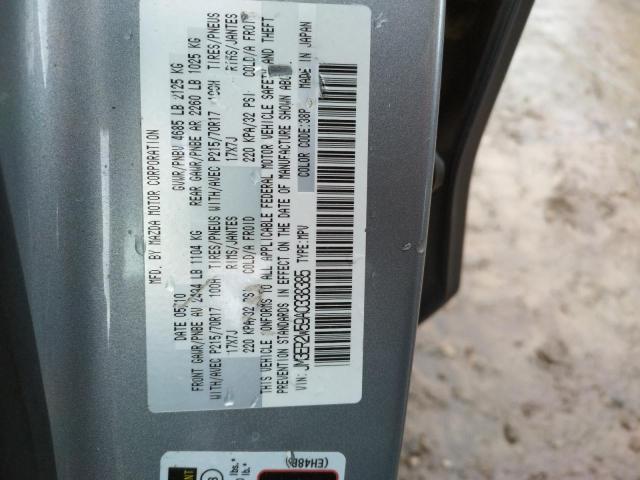 MFD. BY MAZDA MOTOR CORPORATION
DATE 05/10 GVWR/PNBV 4685 LB 2125 KG
FRONT GAWR/PNBE AV 2434 LB 1104 KG REAR GAWR/PNBE AR 2260 LB 1025 KG
WITH/AVEC P215/70R17 100H TIRES/PNEUS WITH/AVEC P215/70R17 100H TIRES/PNEUS
17X7J RIMS/JANTES 17X7J RIMS/JANTES
220 KPA/32 PSI COLD/A FROID 220 KPA/32 PSI COLD/A FROID
THIS VEHICLE CONFORMS TO ALL APPLICABLE FEDERAL MOTOR VEHICLE SAFETY AND THEFT
PREVENTION STANDARDS IN EFFECT ON THE DATE OF MANUFACTURE SHOWN ABOVE.
COLOR CODE:38P MADE IN JAPAN
VIN: JM3ER2W59A0333385 TYPE:MPV
(EH48B)
lbs.*
lb.*